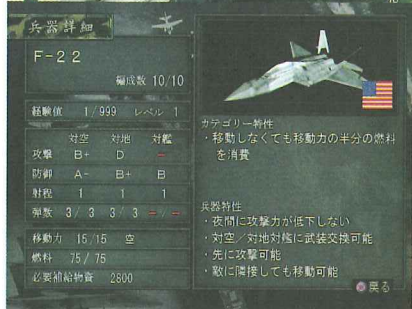 兵器詳細
F-22
編成数 10/10
経験値 1/999 レベル 1
対空 対地 対艦
攻撃 B+ D -
防御 A- B+ B
射程 1 1 1
弾数 3/3 3/3 -/-
移動力 15/15 空
燃料 75/75
必要補給物資 2800
カテゴリー特性
・移動しなくても移動力の半分の燃料
を消費
兵器特性
・夜間に攻撃力が低下しない
・対空/対地対艦に武装交換可能
・先に攻撃可能
・敵に隣接しても移動可能
戻る